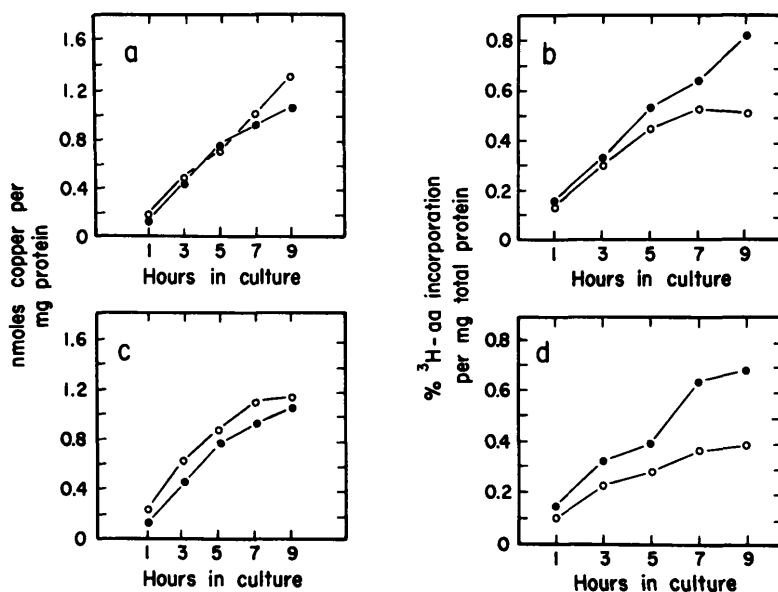 nmoles copper per
mg protein
a
1.6
1.2
0.8
0.4
0
1 3 5 7 9
Hours in culture
c
1.6
1.2
0.8
0.4
0
1 3 5 7 9
Hours in culture
% ³H-aa incorporation
per mg total protein
b
0.8
0.6
0.4
0.2
0
1 3 5 7 9
Hours in culture
d
0.8
0.6
0.4
0.2
0
1 3 5 7 9
Hours in culture